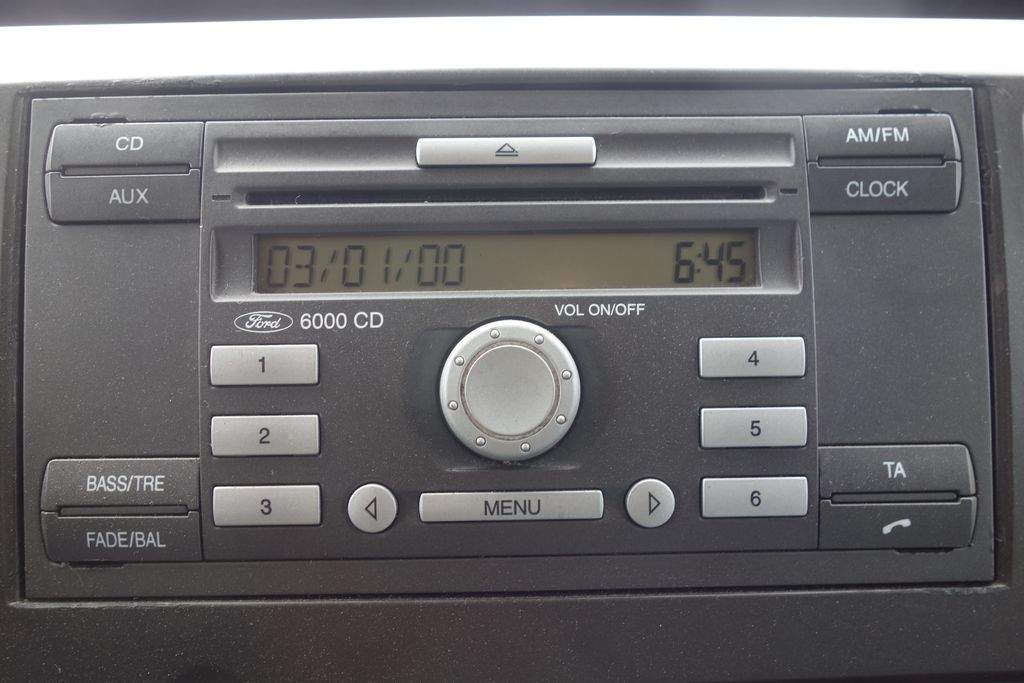 CD
AM/FM
AUX
CLOCK
03/01/00 6:45
Ford 6000 CD
VOL ON/OFF
1
4
2
5
BASS/TRE
TA
3
MENU
6
FADE/BAL